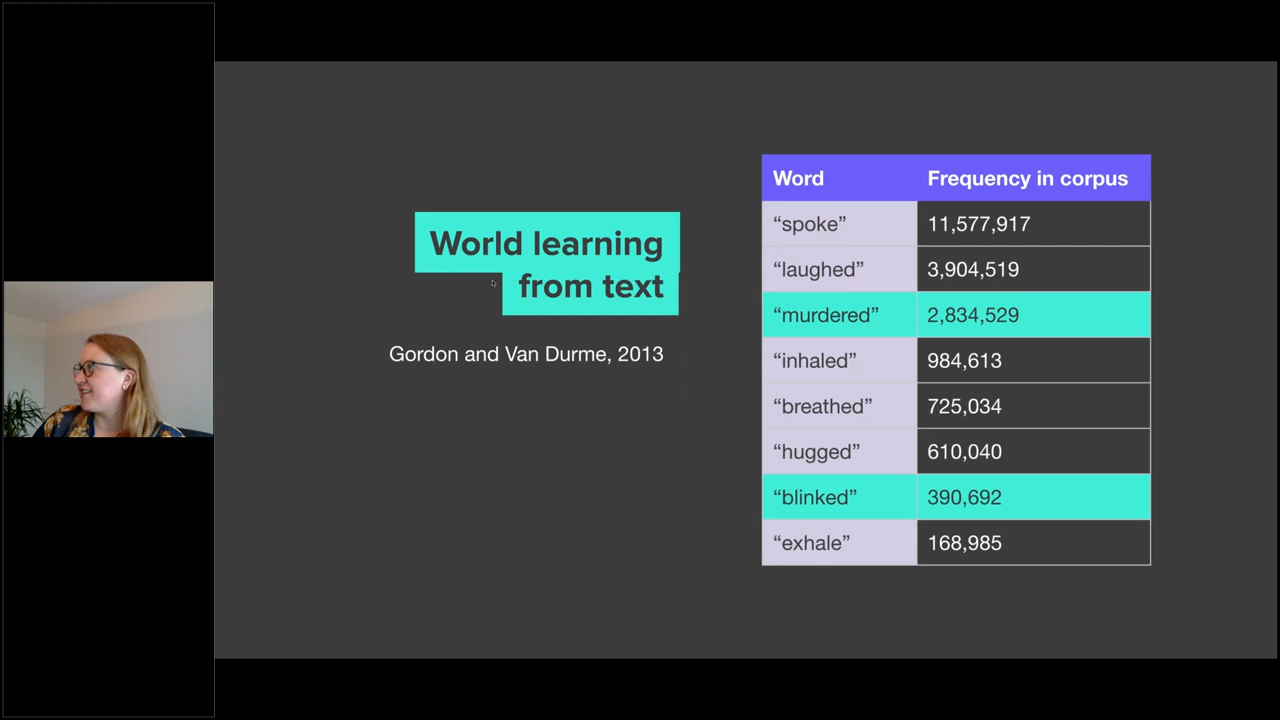 World learning
from text
Gordon and Van Durme, 2013
Word Frequency in corpus
“spoke” 11,577,917
“laughed” 3,904,519
“murdered” 2,834,529
“inhaled” 984,613
“breathed” 725,034
“hugged” 610,040
“blinked” 390,692
“exhale” 168,985